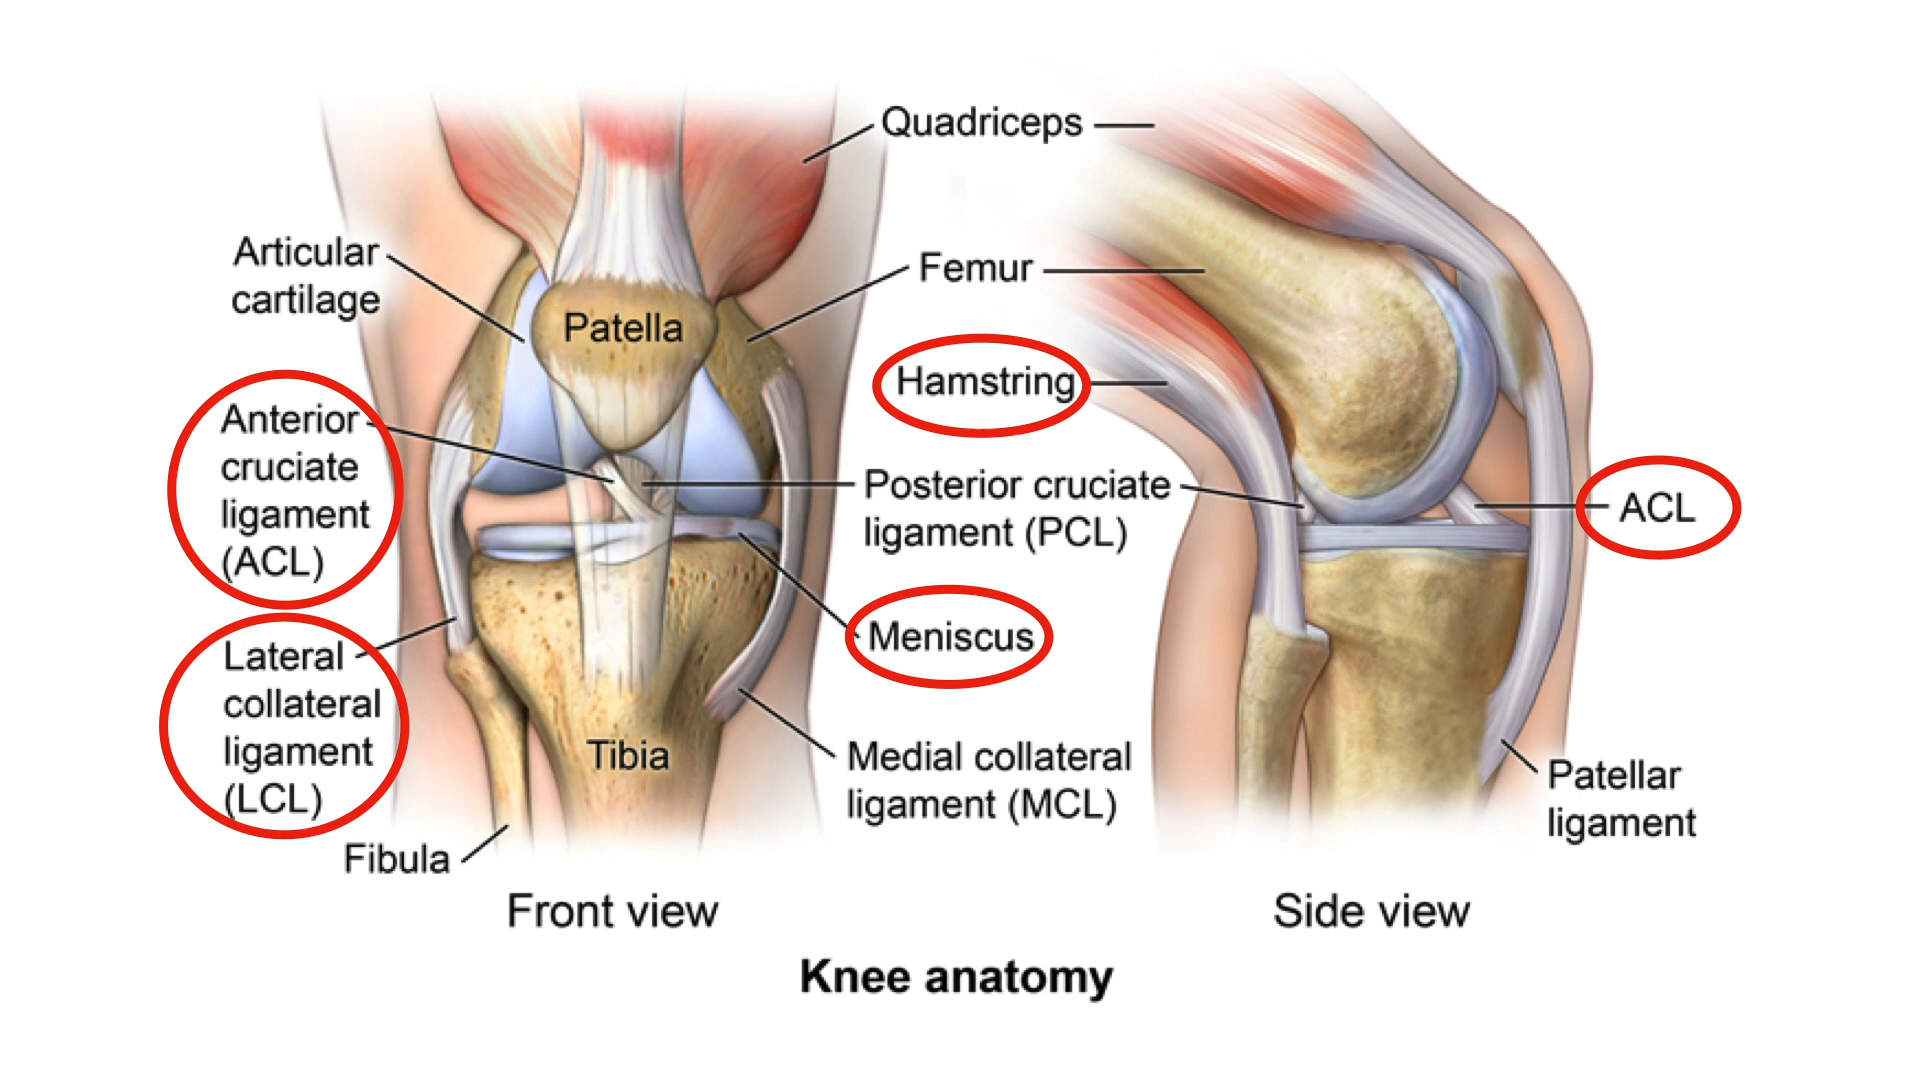 Quadriceps
Articular
cartilage
Patella
Femur
Hamstring
Anterior
cruciate
ligament
(ACL)
Posterior cruciate
ligament (PCL)
ACL
Lateral
collateral
ligament
(LCL)
Meniscus
Tibia
Medial collateral
ligament (MCL)
Patellar
ligament
Fibula
Front view
Side view
Knee anatomy